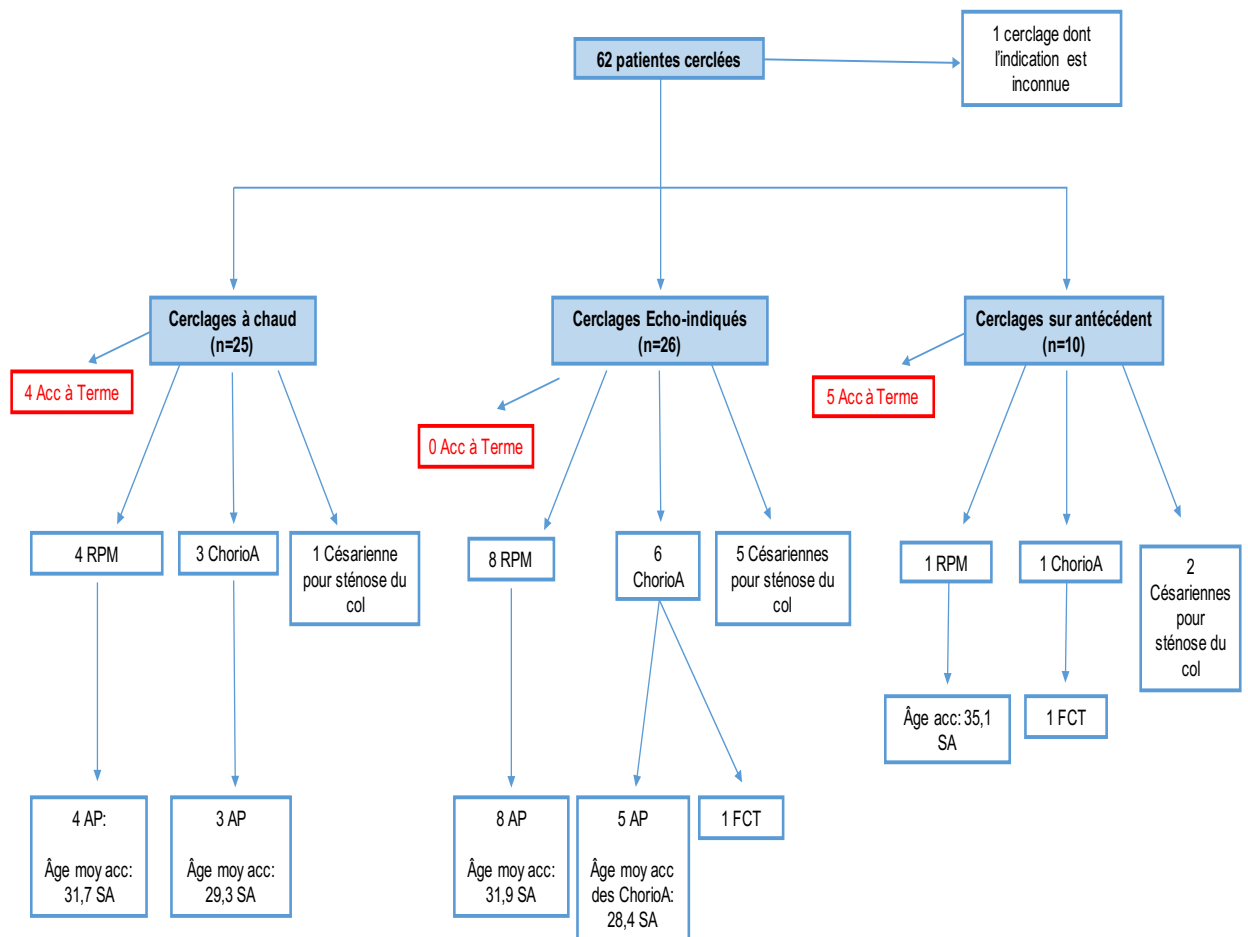 62 patientes cerclées
1 cerclage dont
l'indication est
inconnue
Cerclages à chaud
(n=25)
Cerclages Echo-indiqués
(n=26)
Cerclages sur antécédent
(n=10)
4 Acc à Terme
0 Acc à Terme
5 Acc à Terme
4 RPM
3 ChorioA
1 Césarienne
pour sténose du
col
8 RPM
6
ChorioA
5 Césariennes
pour sténose du
col
1 RPM
1 ChorioA
2
Césariennes
pour
sténose du
col
Âge acc: 35,1
SA
1 FCT
4 AP:
Âge moy acc:
31,7 SA
3 AP
Âge moy acc:
29,3 SA
8 AP
Âge moy acc:
31,9 SA
5 AP
Âge moy acc
des ChorioA:
28,4 SA
1 FCT